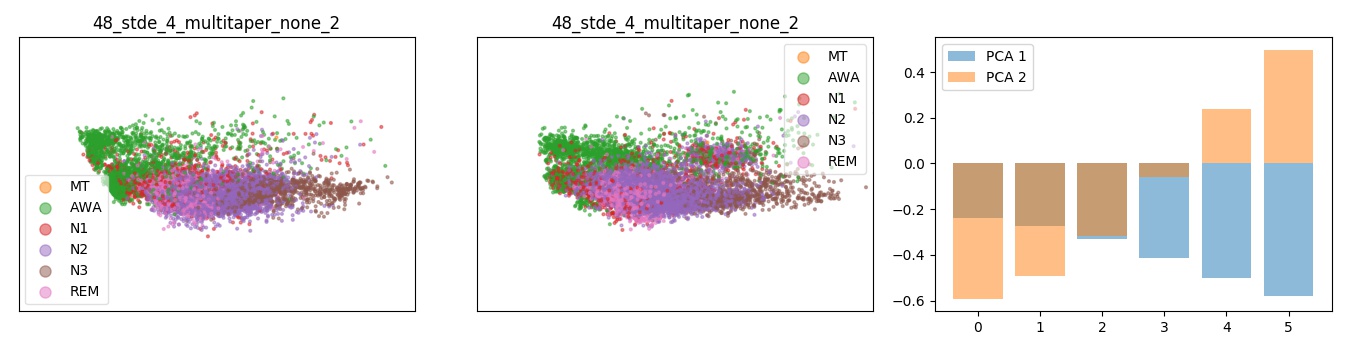 48_stde_4_multitaper_none_2
MT
AWA
N1
N2
N3
REM
48_stde_4_multitaper_none_2
MT
AWA
N1
N2
N3
REM
PCA 1
PCA 2
0.4
0.2
0.0
−0.2
−0.4
−0.6
0 1 2 3 4 5